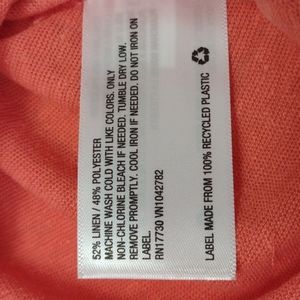 52% LINEN / 48% POLYESTER
MACHINE WASH COLD WITH LIKE COLORS. ONLY
NON-CHLORINE BLEACH IF NEEDED. TUMBLE DRY LOW.
REMOVE PROMPTLY. COOL IRON IF NEEDED. DO NOT IRON ON
LABEL.
RN17730 VN1042782
LABEL MADE FROM 100% RECYCLED PLASTIC